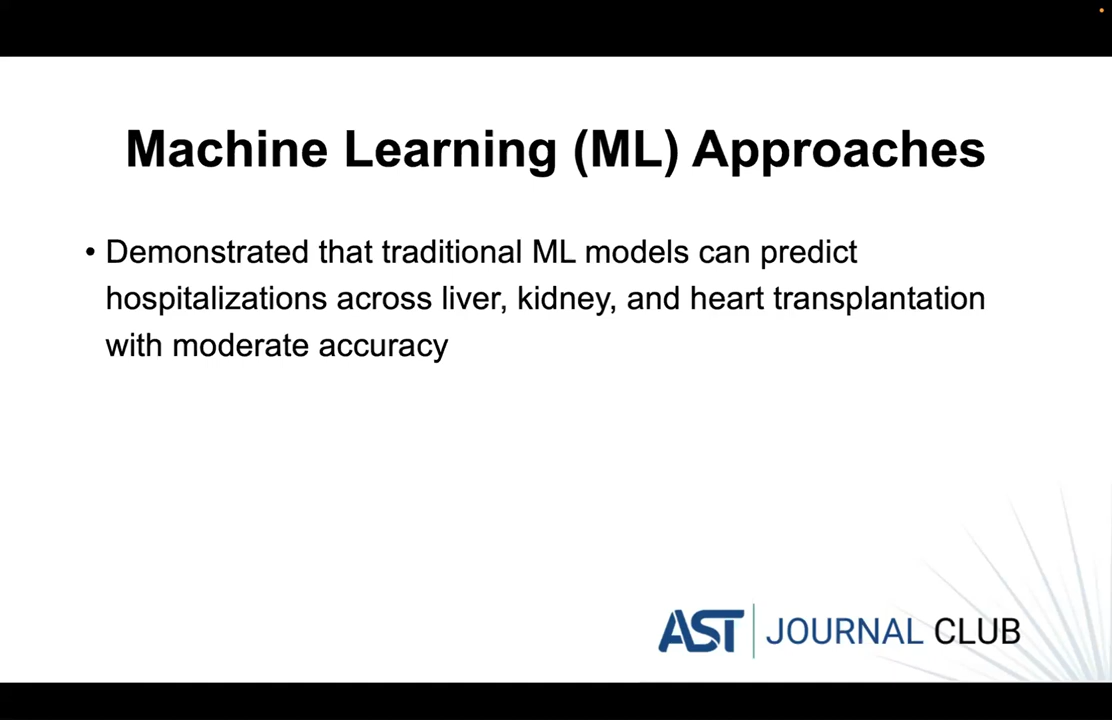 Machine Learning (ML) Approaches
• Demonstrated that traditional ML models can predict
hospitalizations across liver, kidney, and heart transplantation
with moderate accuracy
AST JOURNAL CLUB